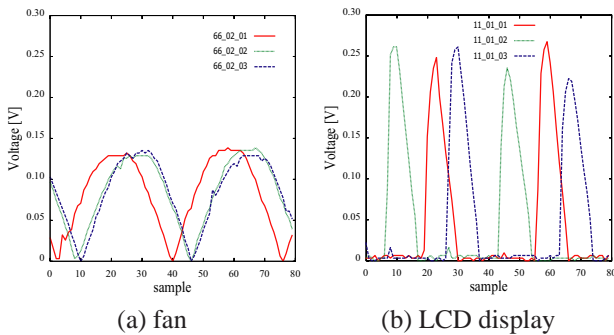 0.30
0.25
0.20
0.15
0.10
0.05
0
Voltage [V]
66_02_01
66_02_02
66_02_03
0 10 20 30 40 50 60 70 80
sample
(a) fan
0.30
0.25
0.20
0.15
0.10
0.05
0
Voltage [V]
11_01_01
11_01_02
11_01_03
0 10 20 30 40 50 60 70 80
sample
(b) LCD display